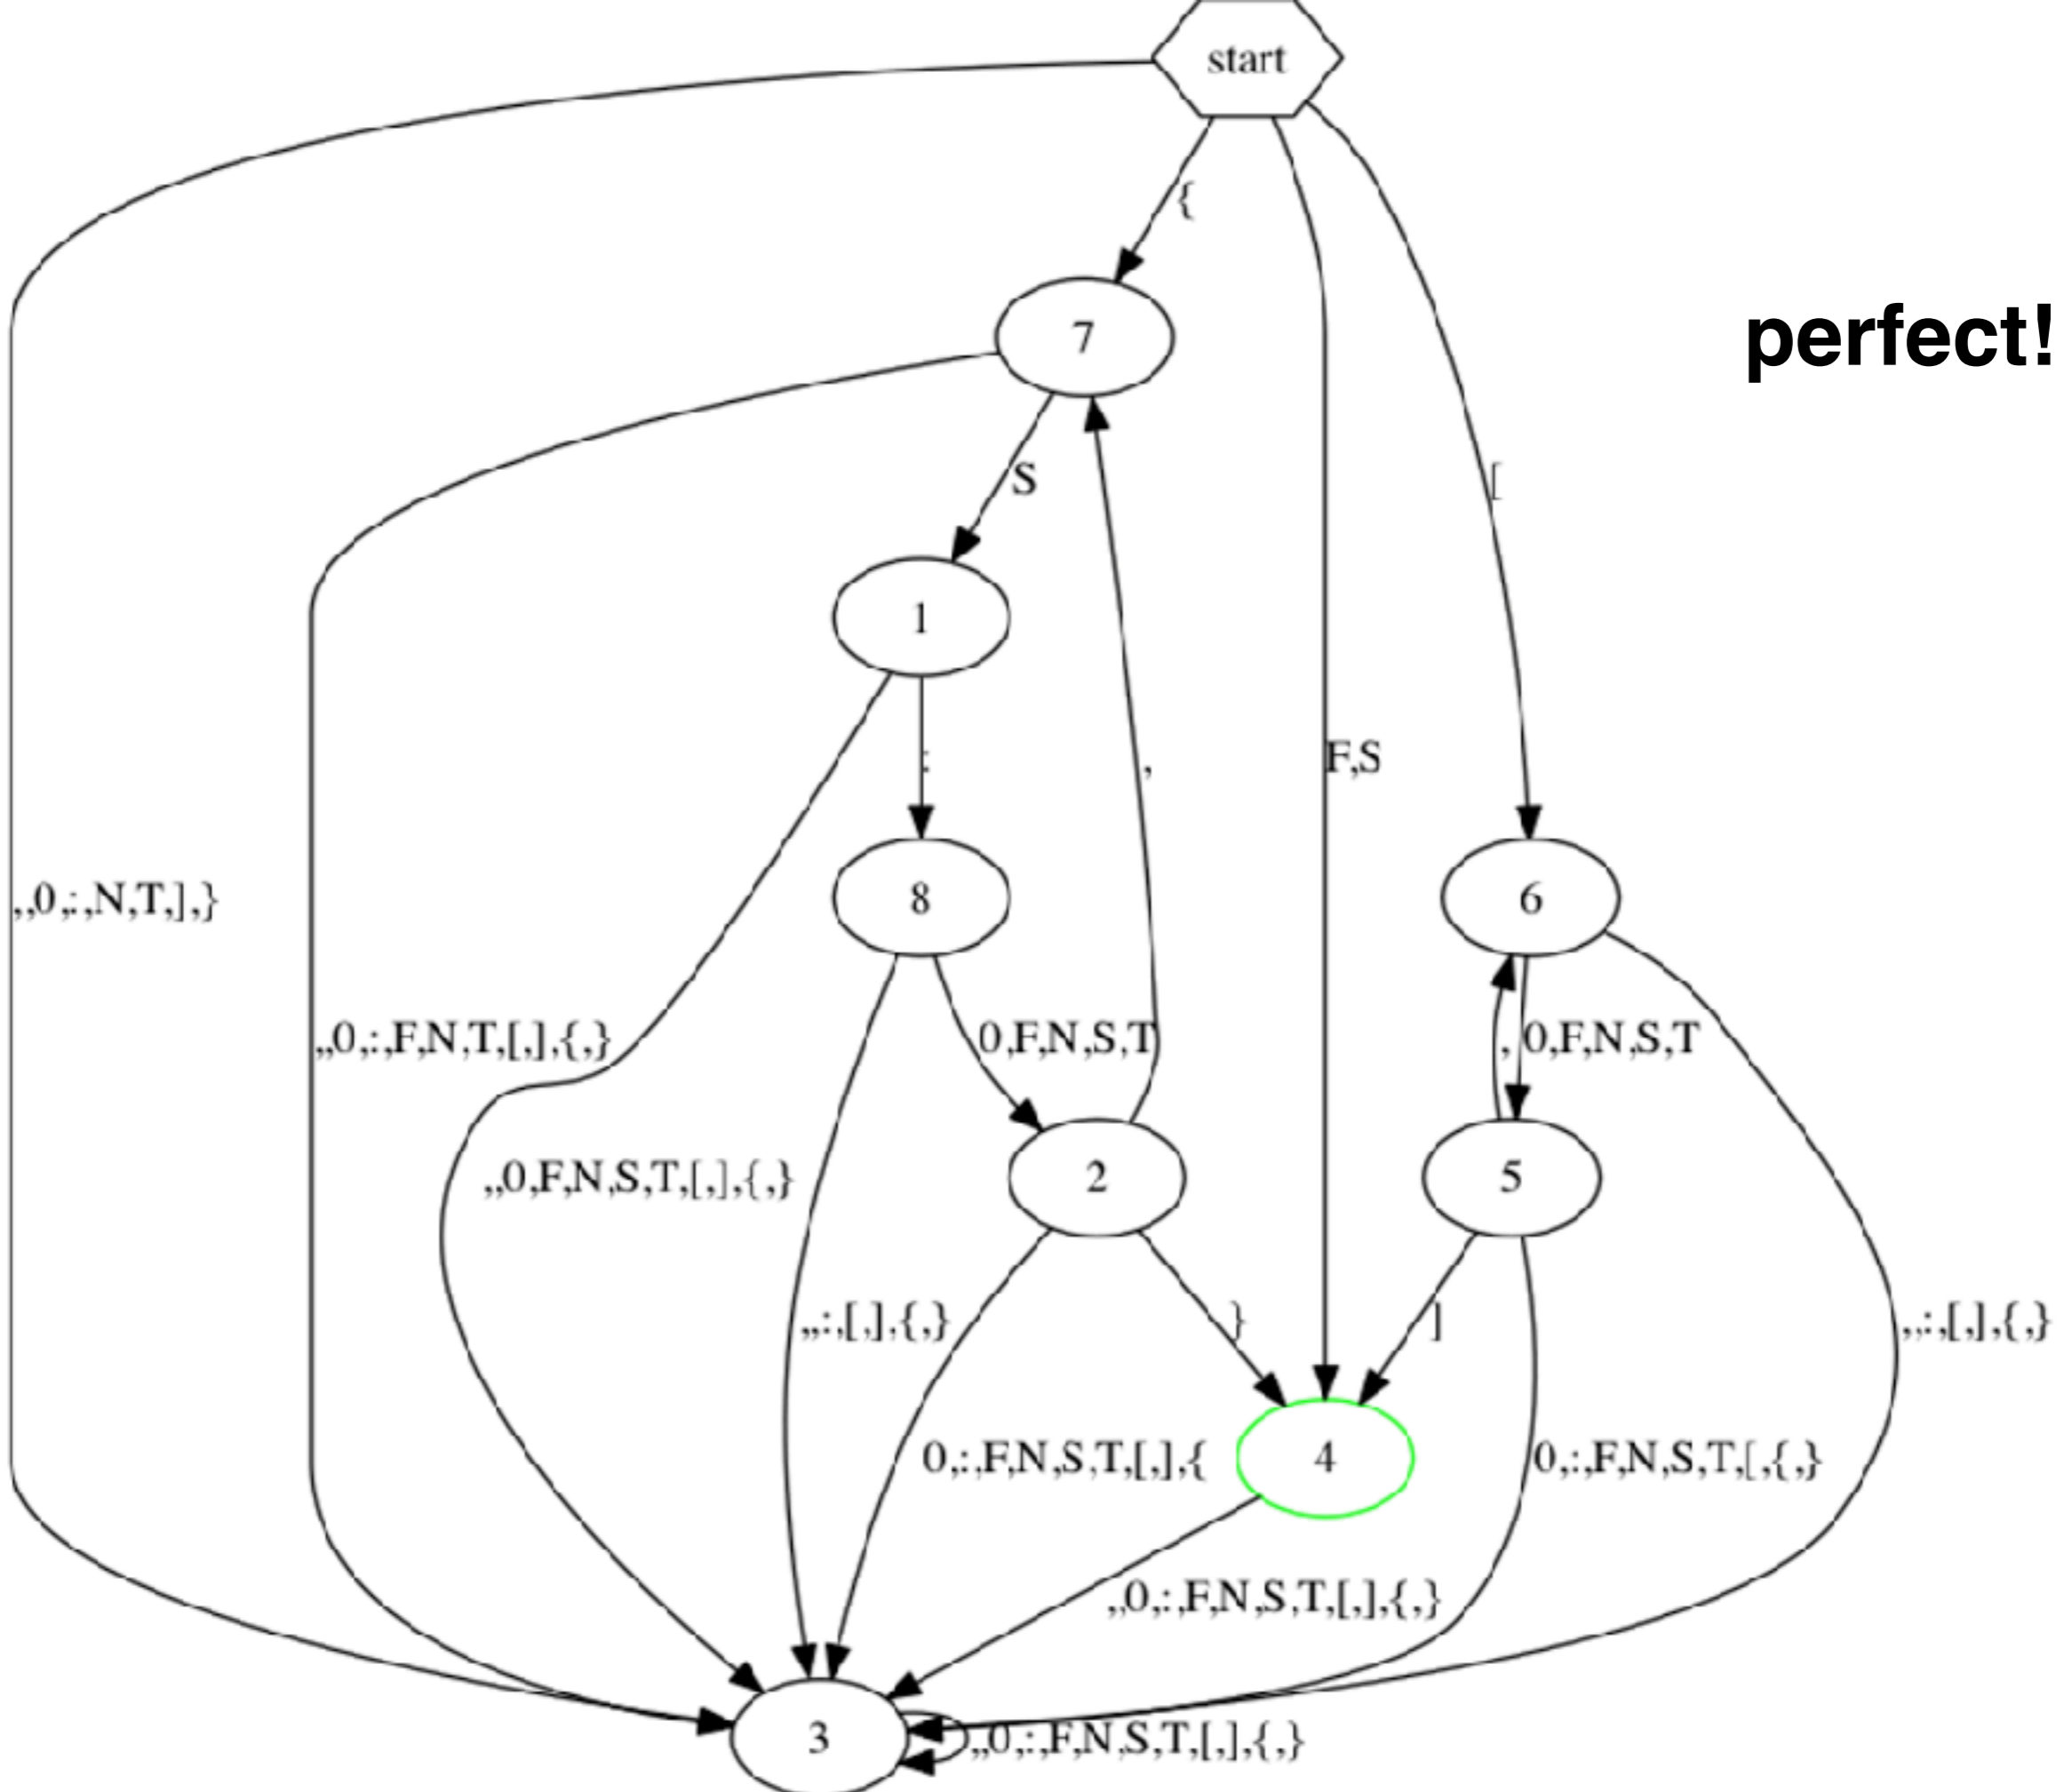 start
{
7
perfect!
S
[
1
:
,
F,S
,,0,:,N,T,],}
8
6
,,0,:,F,N,T,[,],{,}
0,F,N,S,T
,
0,F,N,S,T
,,0,F,N,S,T,[,],{,}
2
5
,,:,[,],{,}
}
]
,,:,[,],{,}
0,:,F,N,S,T,[,],{
4
0,:,F,N,S,T,[,{,}
,,0,:,F,N,S,T,[,],{,}
3
,,0,:,F,N,S,T,[,],{,}